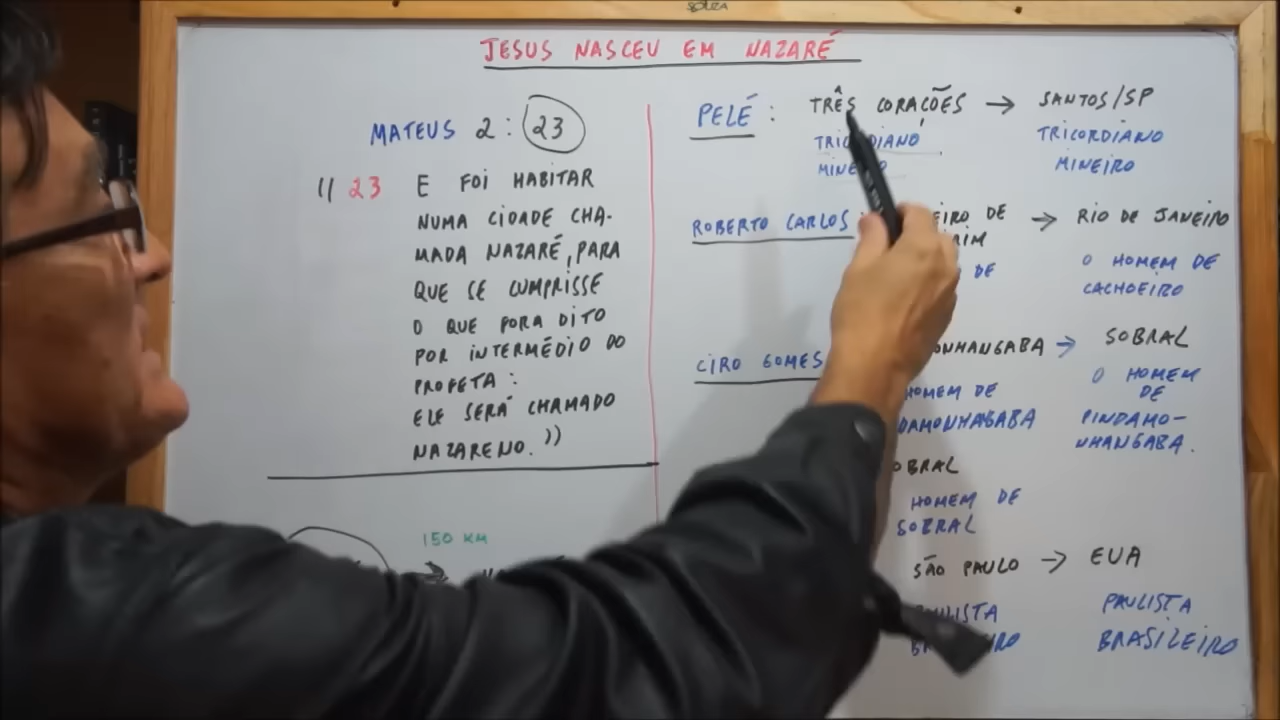 SOUZA
JESUS NASCEU EM NAZARÉ
MATEUS 2: 23
" 23 E FOI HABITAR
NUMA CIDADE CHA-
MADA NAZARÉ, PARA
QUE SE CUMPRISSE
O QUE FORA DITO
POR INTERMÉDIO DO
PROFETA:
ELE SERÁ CHAMADO
NAZARENO. "
150 KM
PELÉ: TRÊS CORAÇÕES → SANTOS/SP
TRICORDIANO
MINEIRO
TRICORDIANO
MINEIRO
ROBERTO CARLOS
→ RIO DE JANEIRO
DE
O HOMEM DE
CACHOEIRO
CIRO GOMES
→ SOBRAL
HOMEM DE
O HOMEM
DE
PINDAMO-
NHANGABA.
HOMEM DE
SOBRAL
SÃO PAULO → EUA
PAULISTA
BRASILEIRO